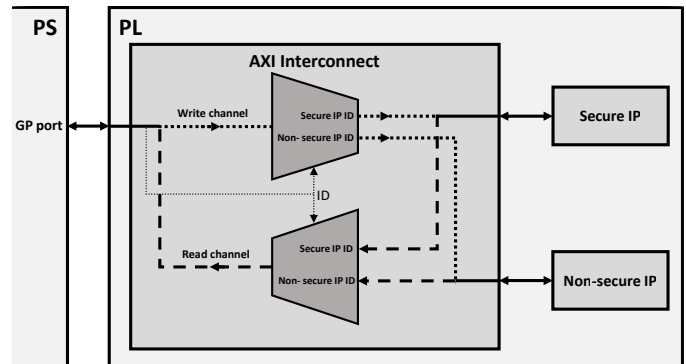 PS
PL
AXI Interconnect
Write channel
Secure IP ID
Non- secure IP ID
GP port
Secure IP
ID
Read channel
Secure IP ID
Non- secure IP ID
Non-secure IP